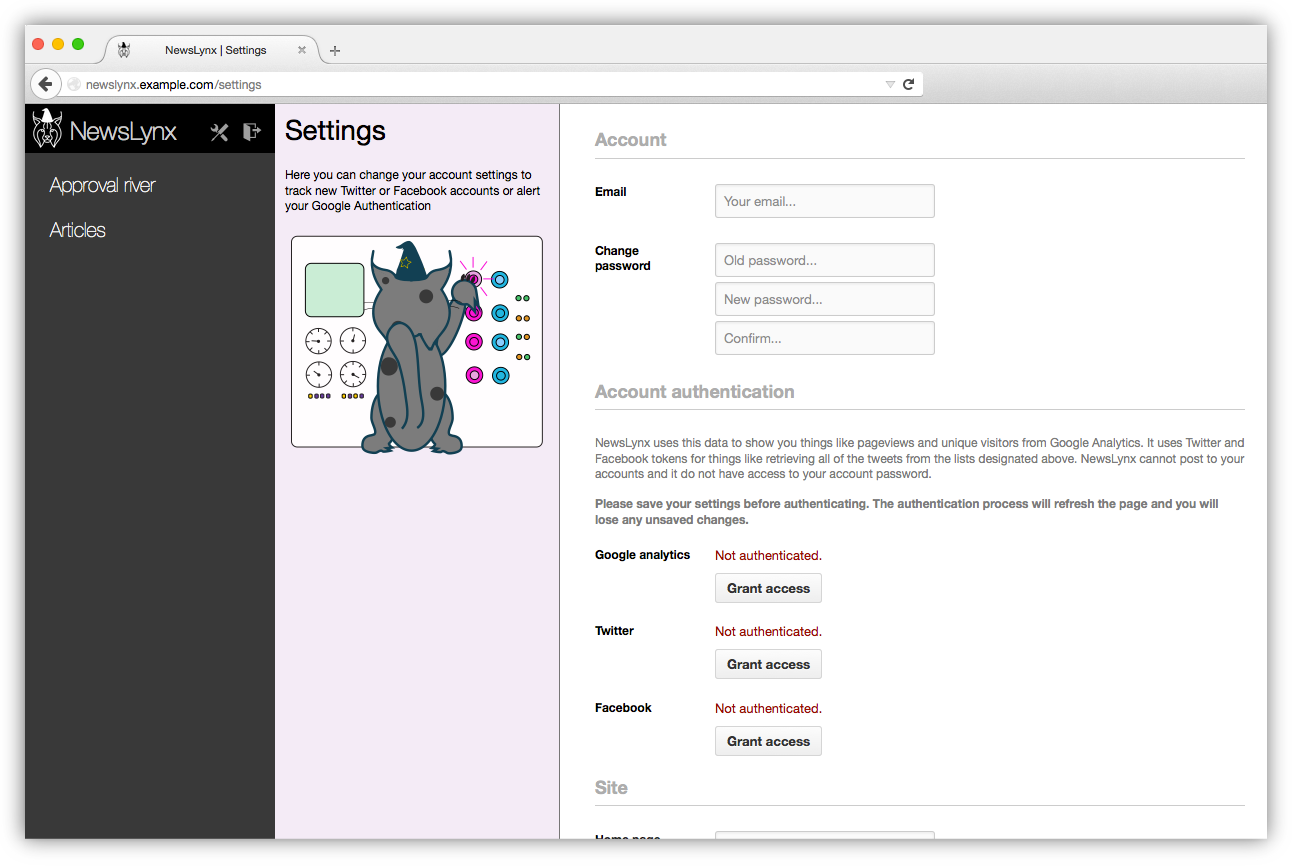 NewsLynx | Settings
newslynx.example.com/settings
NewsLynx
Approval river
Articles
Settings
Here you can change your account settings to
track new Twitter or Facebook accounts or alert
your Google Authentication
Account
Email
Your email...
Change
password
Old password...
New password...
Confirm...
Account authentication
NewsLynx uses this data to show you things like pageviews and unique visitors from Google Analytics. It uses Twitter and
Facebook tokens for things like retrieving all of the tweets from the lists designated above. NewsLynx cannot post to your
accounts and it do not have access to your account password.
Please save your settings before authenticating. The authentication process will refresh the page and you will
lose any unsaved changes.
Google analytics
Not authenticated.
Grant access
Twitter
Not authenticated.
Grant access
Facebook
Not authenticated.
Grant access
Site
Home page